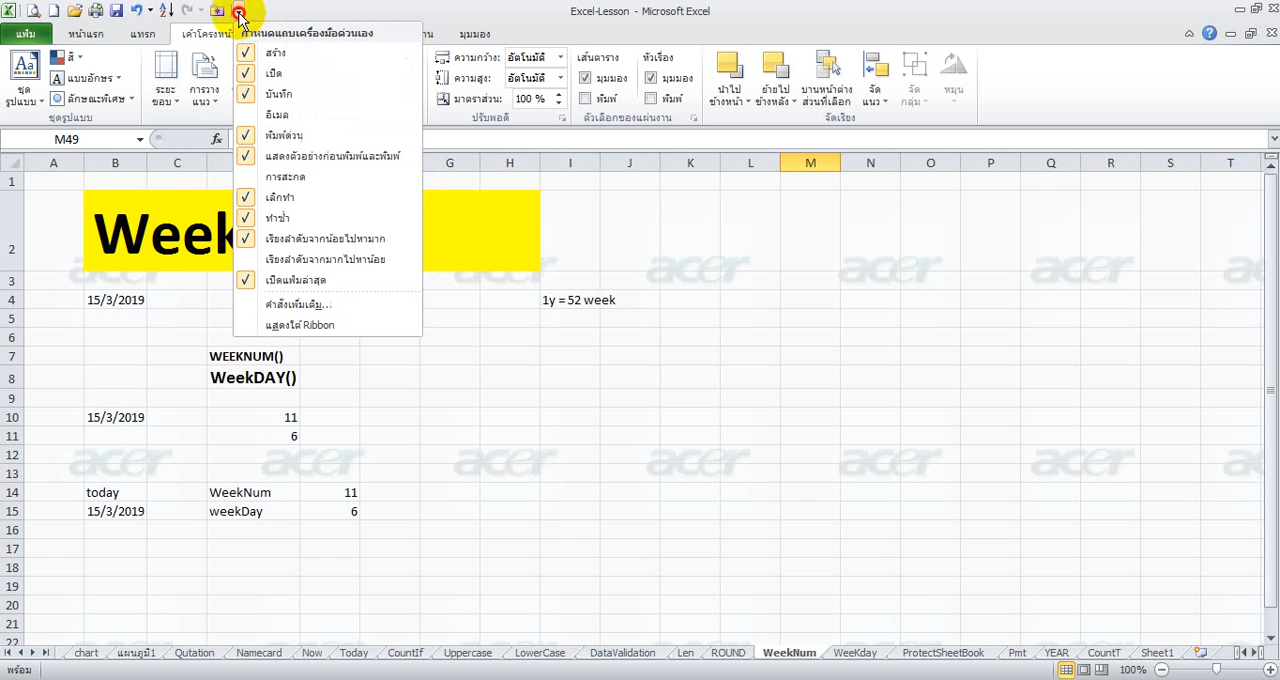 Excel-Lesson - Microsoft Excel
แฟ้ม หน้าแรก แทรก มุมมอง
กำหนดแถบเครื่องมือด่วนเอง
สร้าง
เปิด
บันทึก
อีเมล
พิมพ์ด่วน
แสดงตัวอย่างก่อนพิมพ์และพิมพ์
การสะกด
เลิกทำ
ทำซ้ำ
เรียงลำดับจากน้อยไปหามาก
เรียงลำดับจากมากไปหาน้อย
เปิดแฟ้มล่าสุด
คำสั่งเพิ่มเติม...
แสดงใต้ Ribbon
ชุดรูปแบบ
สี
แบบอักษร
ลักษณะพิเศษ
ชุดรูปแบบ
ระยะขอบ
การวางแนว
ความกว้าง: อัตโนมัติ
ความสูง: อัตโนมัติ
มาตราส่วน: 100 %
ปรับพอดี
เส้นตาราง หัวเรื่อง
มุมมอง มุมมอง
พิมพ์ พิมพ์
ตัวเลือกของแผ่นงาน
นำไปข้างหน้า
ย้ายไปข้างหลัง
บานหน้าต่างส่วนที่เลือก
จัดแนว
จัดกลุ่ม
หมุน
จัดเรียง
M49 fx
A B C G H I J K L M N O P Q R S T
1
2 Week
3
4 15/3/2019 1y = 52 week
5
6
7 WEEKNUM()
8 WeekDAY()
9
10 15/3/2019 11
11 6
12
13
14 today WeekNum 11
15 15/3/2019 weekDay 6
16
17
18
19
20
21
22
acer acer acer acer acer acer
acer acer acer acer acer acer
chart แผนภูมิ1 Qutation Namecard Now Today CountIf Uppercase LowerCase DataValidation Len ROUND WeekNum WeeKday ProtectSheetBook Pmt YEAR CountT Sheet1
พร้อม 100%